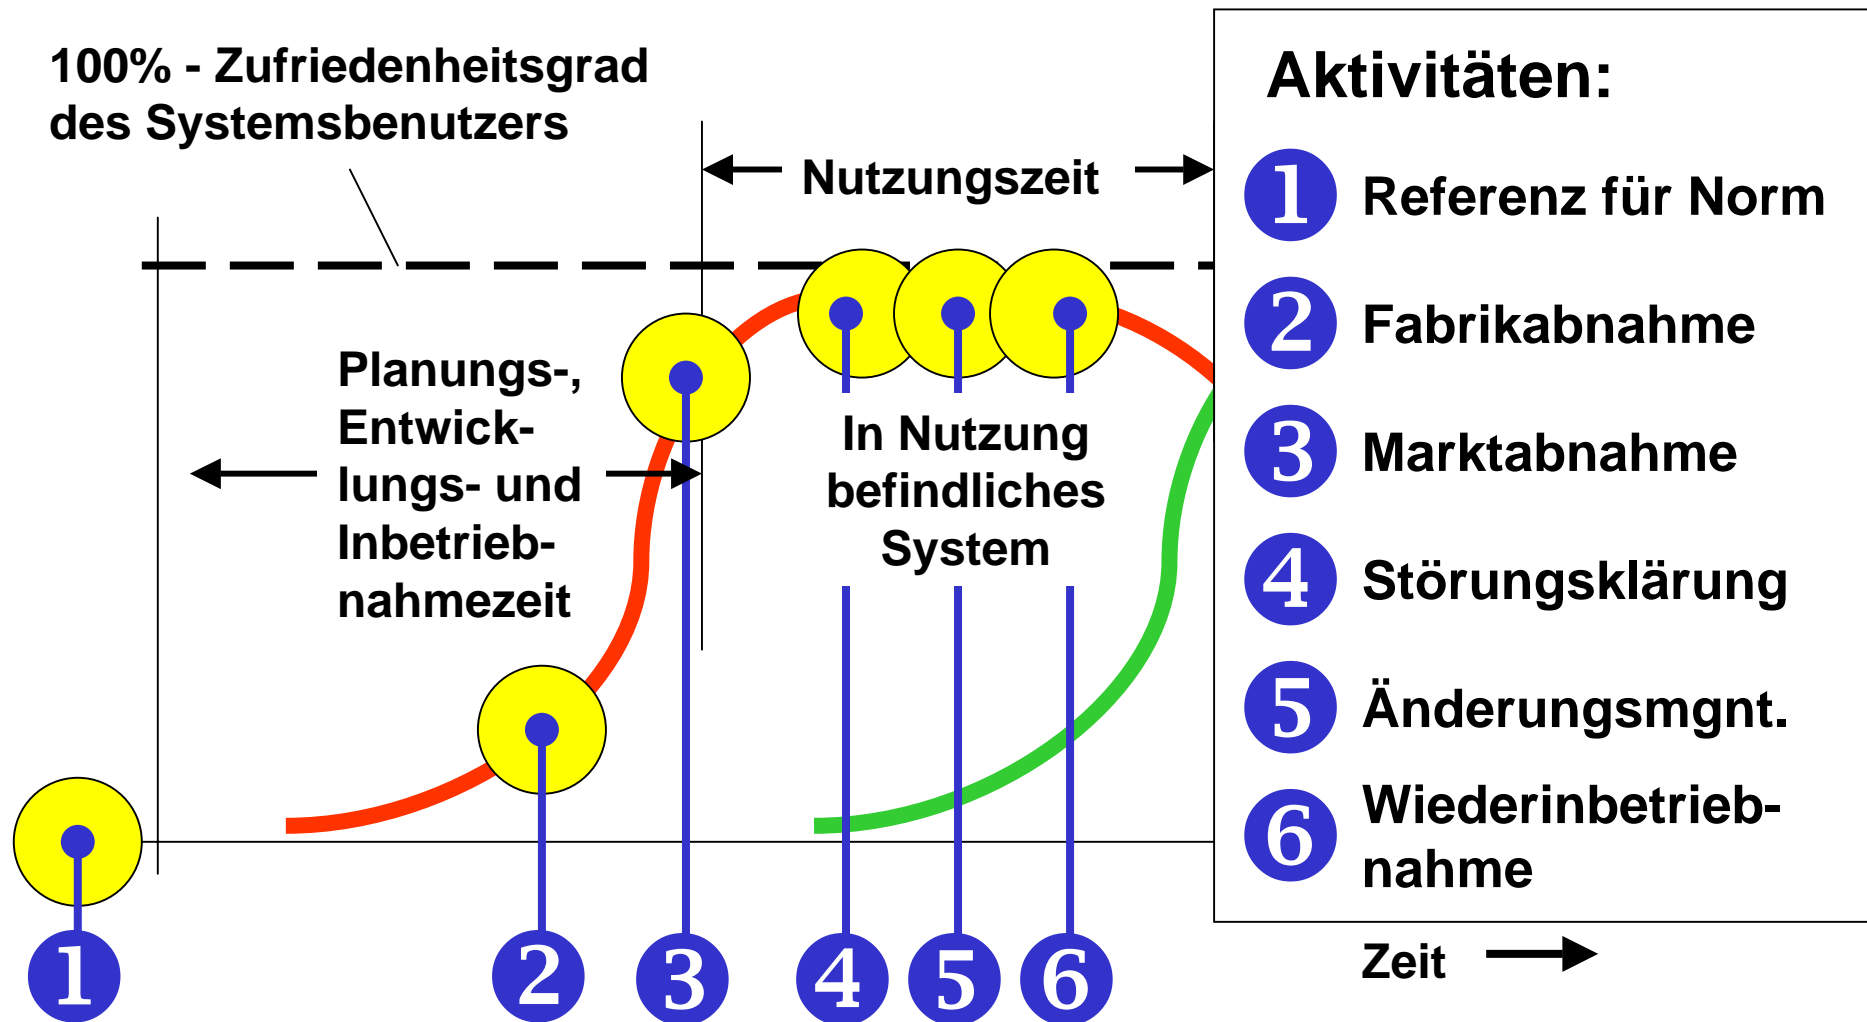 100% - Zufriedenheitsgrad
des Systemsbenutzers
Nutzungszeit
Planungs-,
Entwick-
lungs- und
Inbetrieb-
nahmezeit
In Nutzung
befindliches
System
1
2
3
4
5
6
Aktivitäten:
1 Referenz für Norm
2 Fabrikabnahme
3 Marktabnahme
4 Störungsklärung
5 Änderungsmgnt.
6 Wiederinbetrieb-
nahme
Zeit